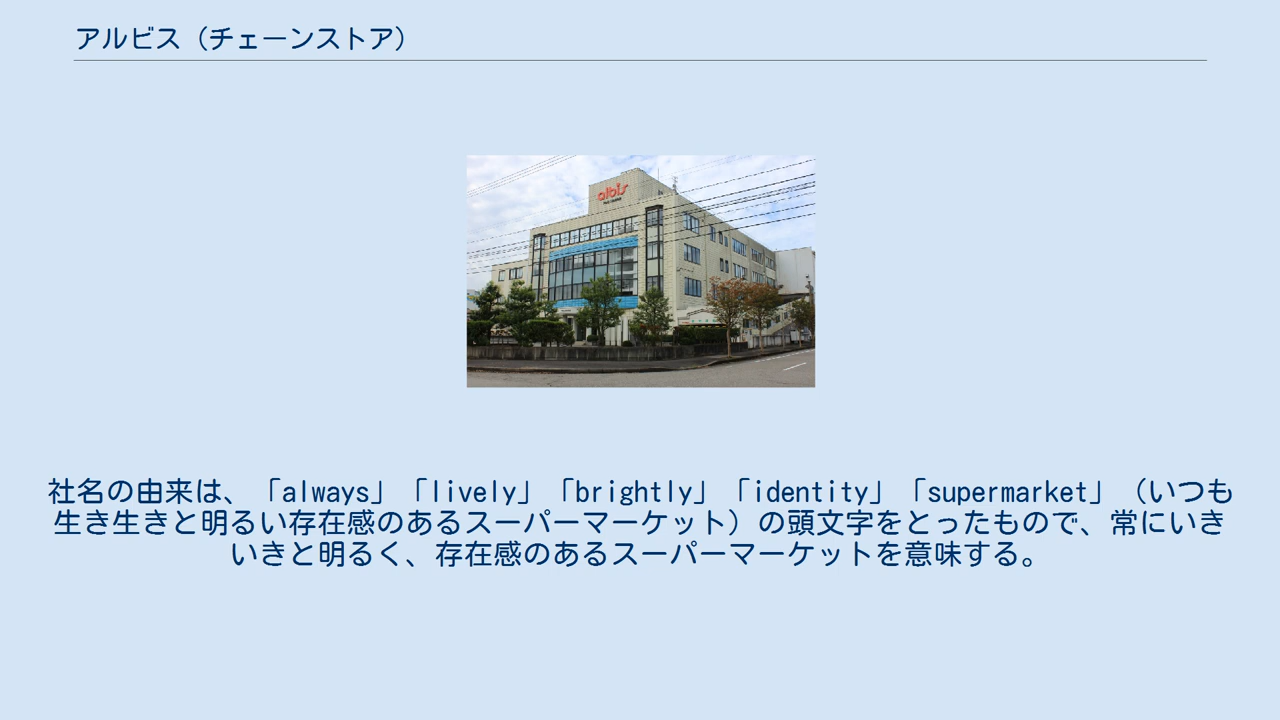 アルビス（チェーンストア）
albis
社名の由来は、「always」「lively」「brightly」「identity」「supermarket」（いつも
生き生きと明るい存在感のあるスーパーマーケット）の頭文字をとったもので、常にいき
いきと明るく、存在感のあるスーパーマーケットを意味する。